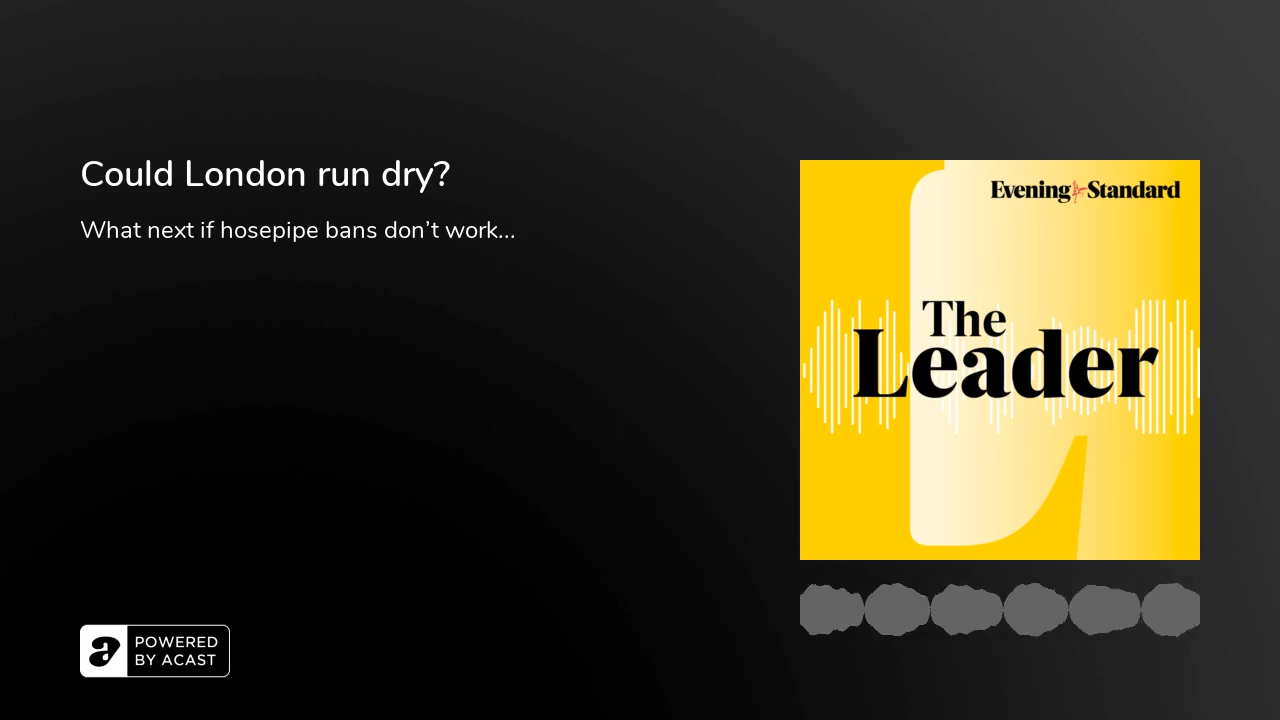 Could London run dry?
What next if hosepipe bans don’t work...
Evening Standard
The
Leader
POWERED
BY ACAST